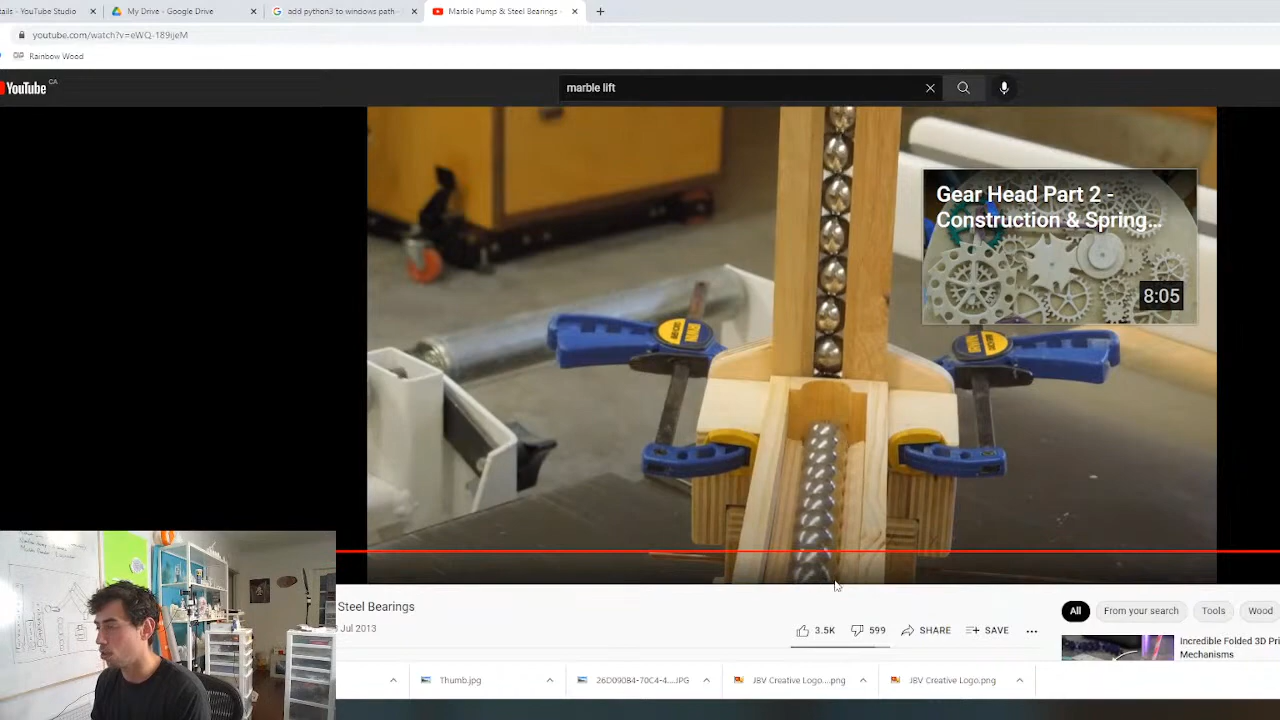 tails - YouTube Studio
My Drive - Google Drive
add python3 to windows path-
Marble Pump & Steel Bearings -
youtube.com/watch?v=eWQ-189ijeM
Rainbow Wood
YouTube CA
marble lift
Gear Head Part 2 -
Construction & Spring...
8:05
Steel Bearings
Jul 2013
3.5K
599
SHARE
SAVE
All
From your search
Tools
Wood
Incredible Folded 3D Pri
Mechanisms
Thumb.jpg
26D090B4-70C4-4....JPG
JBV Creative Logo....png
JBV Creative Logo.png